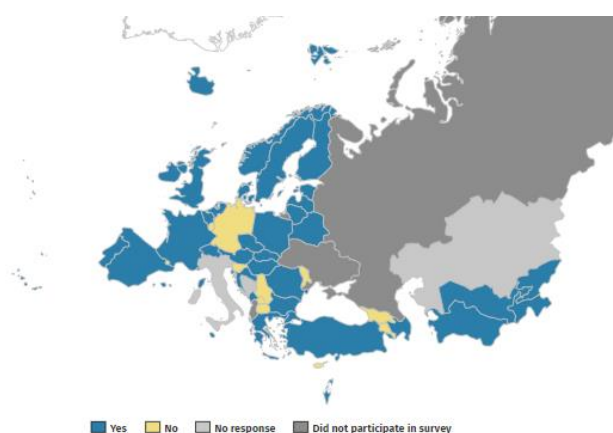 Yes No No response Did not participate in survey